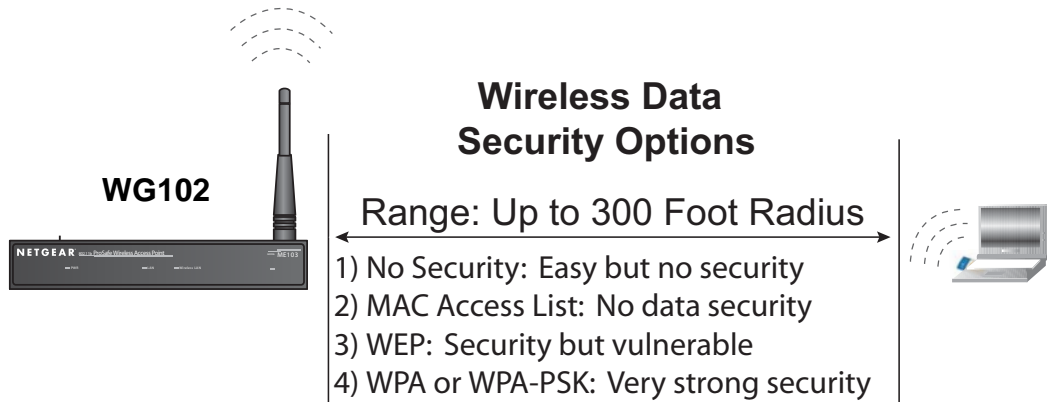 Wireless Data
Security Options
WG102
Range: Up to 300 Foot Radius
NETGEAR ProSafe Wireless Access Point ME103
1) No Security: Easy but no security
2) MAC Access List: No data security
3) WEP: Security but vulnerable
4) WPA or WPA-PSK: Very strong security